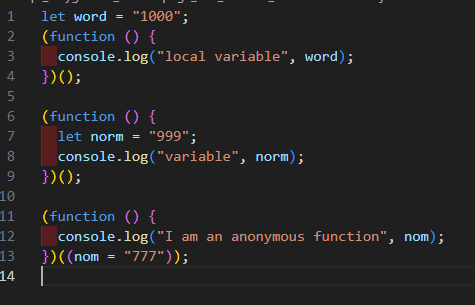 1 let word = "1000";
2 (function () {
3 console.log("local variable", word);
4 })();
5
6 (function () {
7 let norm = "999";
8 console.log("variable", norm);
9 })();
10
11 (function () {
12 console.log("I am an anonymous function", nom);
13 })((nom = "777"));
14